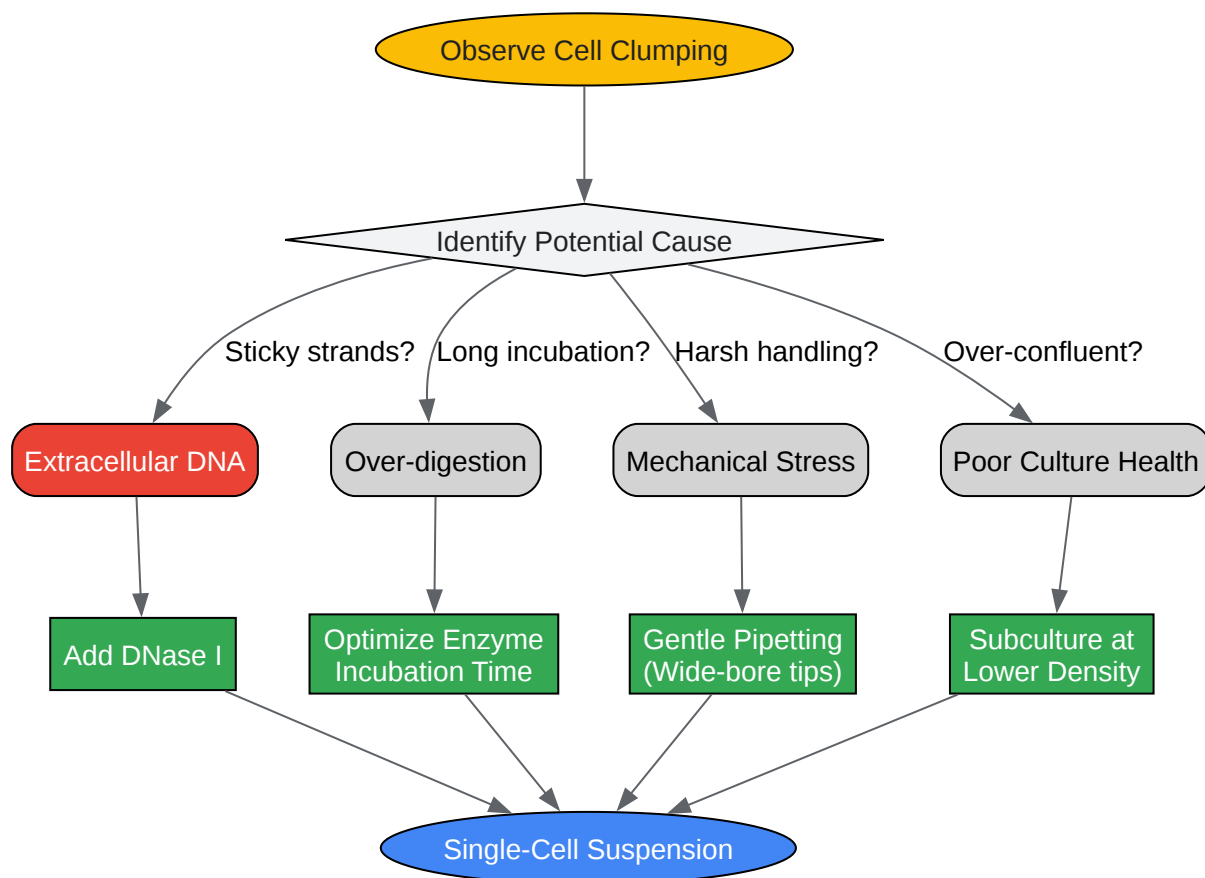 Observe Cell Clumping
Identify Potential Cause
Sticky strands?
Long incubation?
Harsh handling?
Over-confluent?
Extracellular DNA
Over-digestion
Mechanical Stress
Poor Culture Health
Add DNase I
Optimize Enzyme
Incubation Time
Gentle Pipetting
(Wide-bore tips)
Subculture at
Lower Density
Single-Cell Suspension